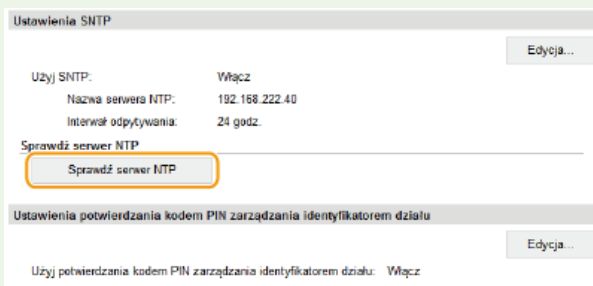 Ustawienia SNTP
Edycja...
Użyj SNTP: Włącz
Nazwa serwera NTP: 192.168.222.40
Interwał odpytywania: 24 godz.
Sprawdź serwer NTP
Sprawdź serwer NTP
Ustawienia potwierdzania kodem PIN zarządzania identyfikatorem działu
Edycja...
Użyj potwierdzania kodem PIN zarządzania identyfikatorem działu: Włącz